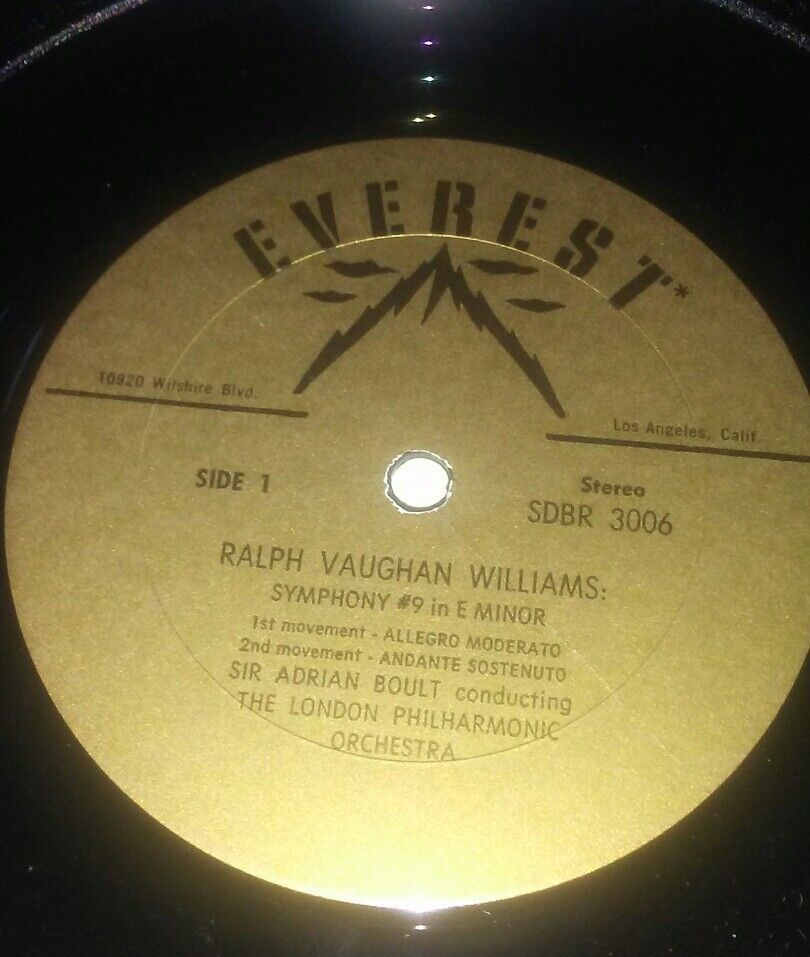 EVEREST*
10920 Wilshire Blvd.
Los Angeles, Calif.
SIDE 1
Stereo
SDBR 3006
RALPH VAUGHAN WILLIAMS:
SYMPHONY #9 in E MINOR
1st movement - ALLEGRO MODERATO
2nd movement - ANDANTE SOSTENUTO
SIR ADRIAN BOULT conducting
THE LONDON PHILHARMONIC
ORCHESTRA